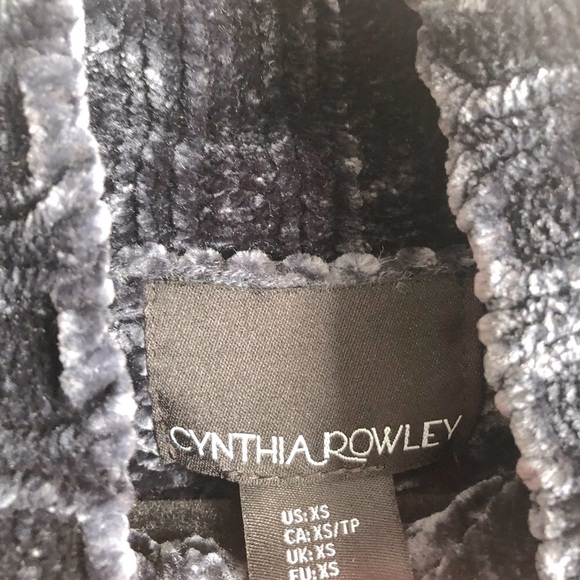 CYNTHIA ROWLEY
US: XS
CA: XS/TP
UK: XS
EU: XS